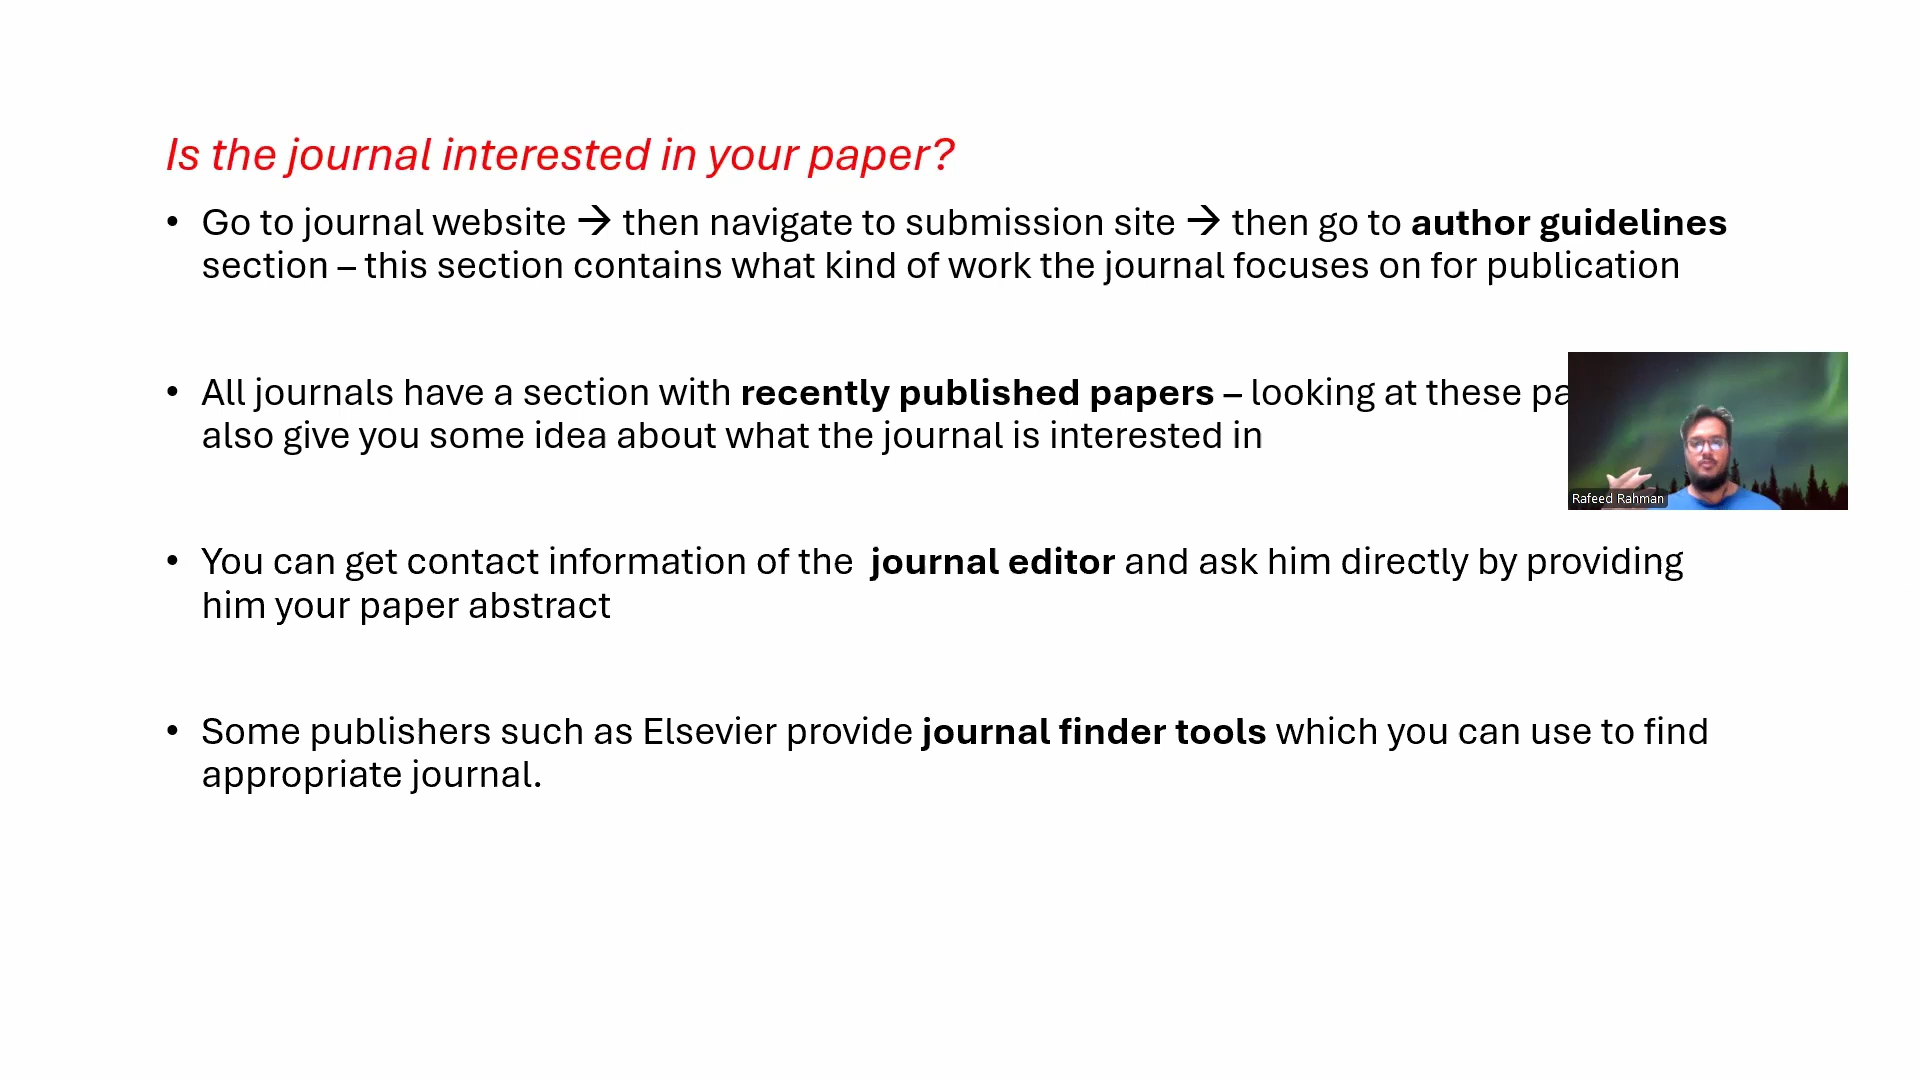 Is the journal interested in your paper?
• Go to journal website → then navigate to submission site → then go to author guidelines
section – this section contains what kind of work the journal focuses on for publication
• All journals have a section with recently published papers – looking at these
also give you some idea about what the journal is interested in
Rafeed Rahman
• You can get contact information of the journal editor and ask him directly by providing
him your paper abstract
• Some publishers such as Elsevier provide journal finder tools which you can use to find
appropriate journal.